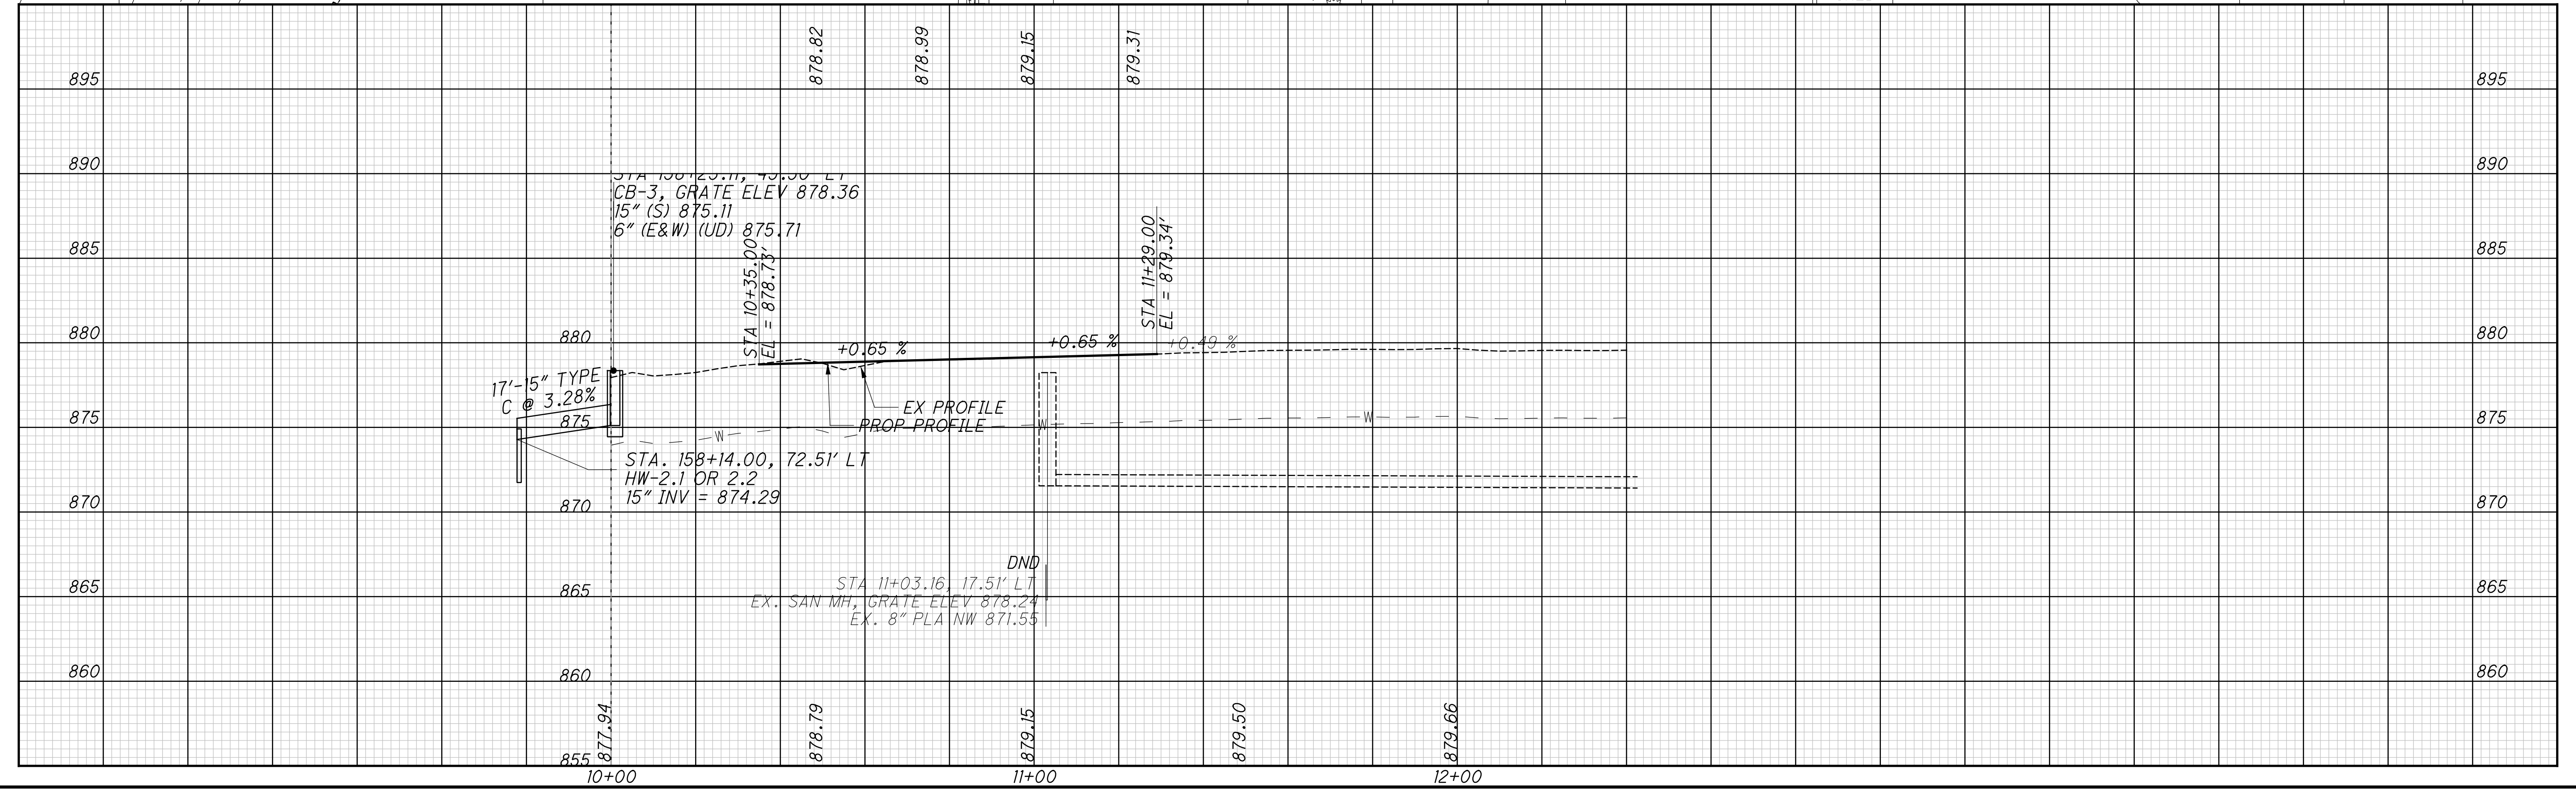 878.82
878.99
879.15
879.31
895
895
890
890
CB-3, GRATE ELEV 878.36
15" (S) 875.11
6" (E&W) (UD) 875.71
885
885
STA 10+35.00
EL = 878.73'
STA 11+29.00
EL = 879.34'
880
880
880
+0.65 %
+0.65 %
+0.49 %
17'-15" TYPE
C @ 3.28%
EX PROFILE
PROP PROFILE
875
875
875
W
W
W
STA. 158+14.00, 72.51' LT
HW-2.1 OR 2.2
15" INV = 874.29
870
870
870
DND
STA 11+03.16, 17.51' LT
EX. SAN MH, GRATE ELEV 878.24
EX. 8" PLA NW 871.55
865
865
865
860
860
860
877.94
878.79
879.15
879.50
879.66
855
10+00
11+00
12+00